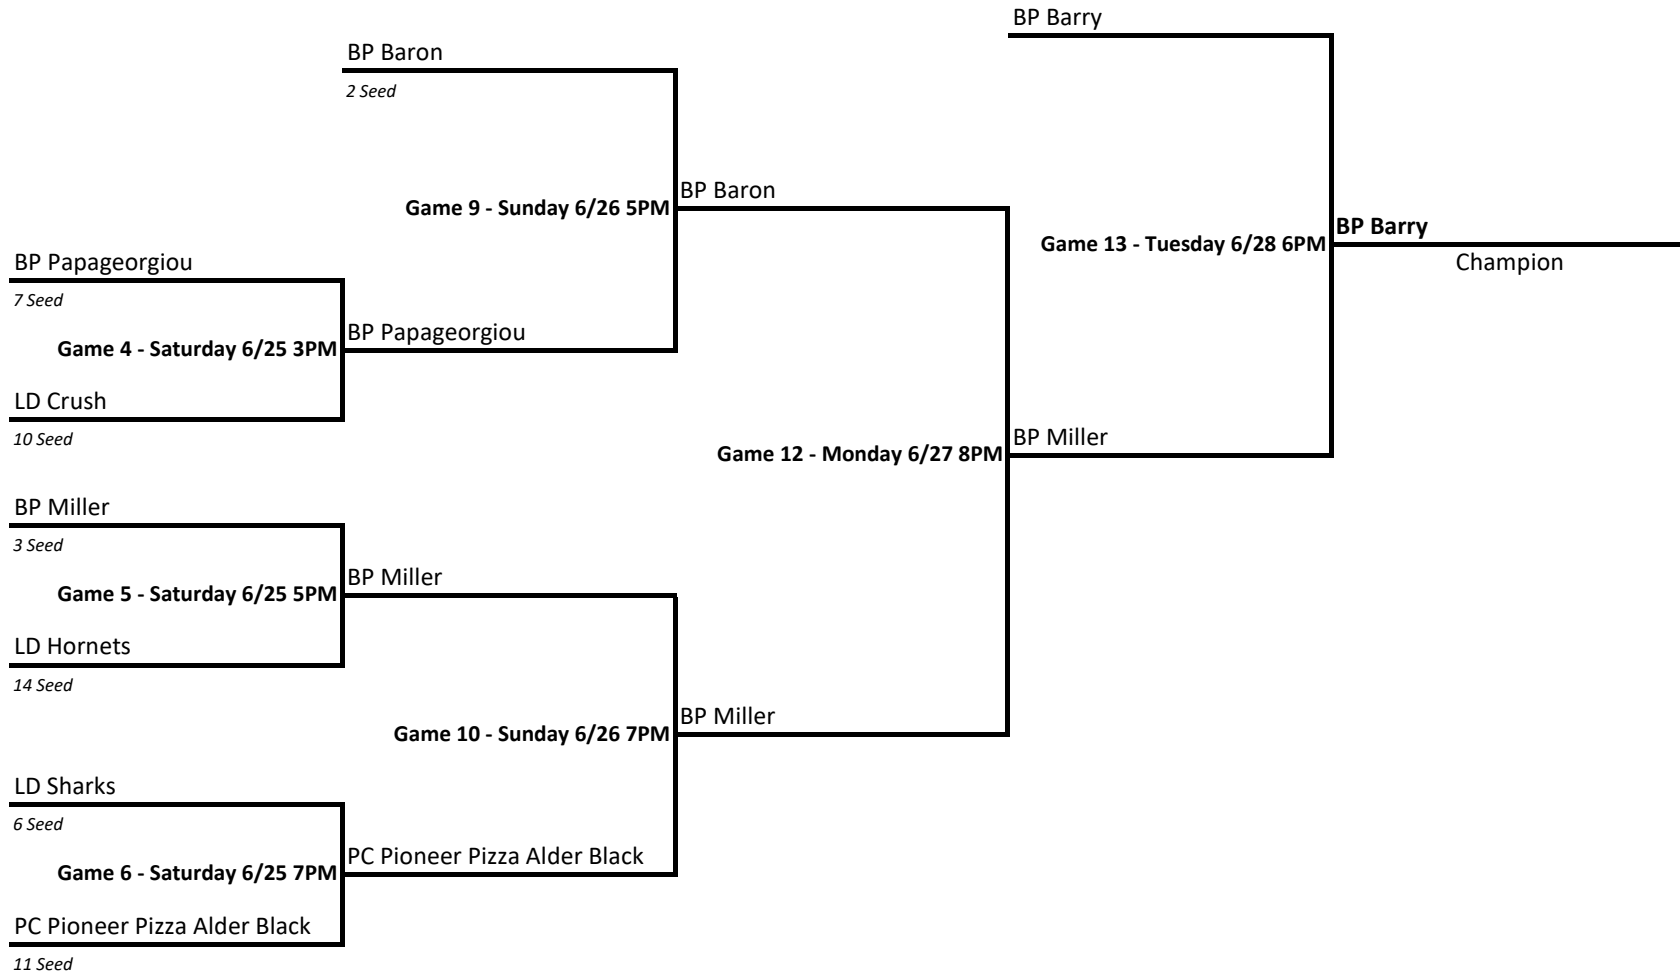 BP Barry
BP Baron
2 Seed
BP Baron
Game 9 - Sunday 6/26 5PM
BP Barry
Game 13 - Tuesday 6/28 6PM
Champion
BP Papageorgiou
7 Seed
BP Papageorgiou
Game 4 - Saturday 6/25 3PM
LD Crush
10 Seed
BP Miller
Game 12 - Monday 6/27 8PM
BP Miller
3 Seed
BP Miller
Game 5 - Saturday 6/25 5PM
LD Hornets
14 Seed
BP Miller
Game 10 - Sunday 6/26 7PM
LD Sharks
6 Seed
PC Pioneer Pizza Alder Black
Game 6 - Saturday 6/25 7PM
PC Pioneer Pizza Alder Black
11 Seed